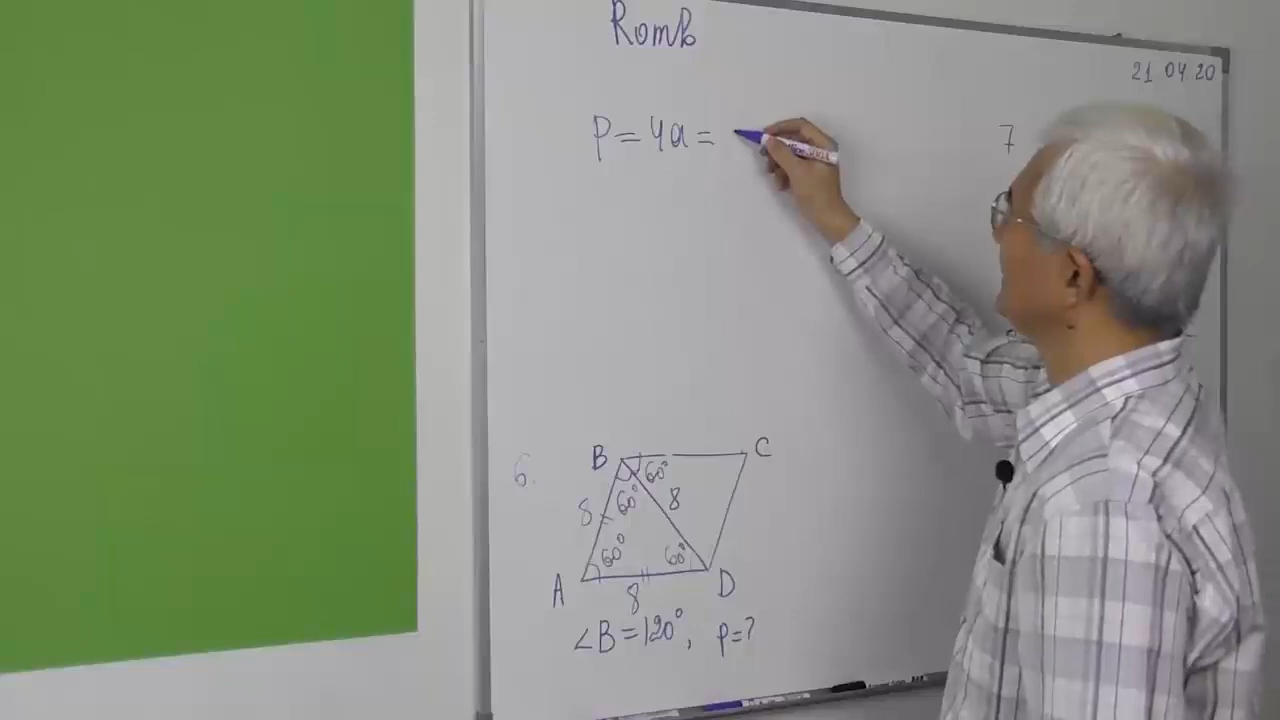 Romb
21 04 20
P=4a=
7
6.
B
C
60°
60°
8
8
60°
60°
A
D
8
∠B=120°, P=?